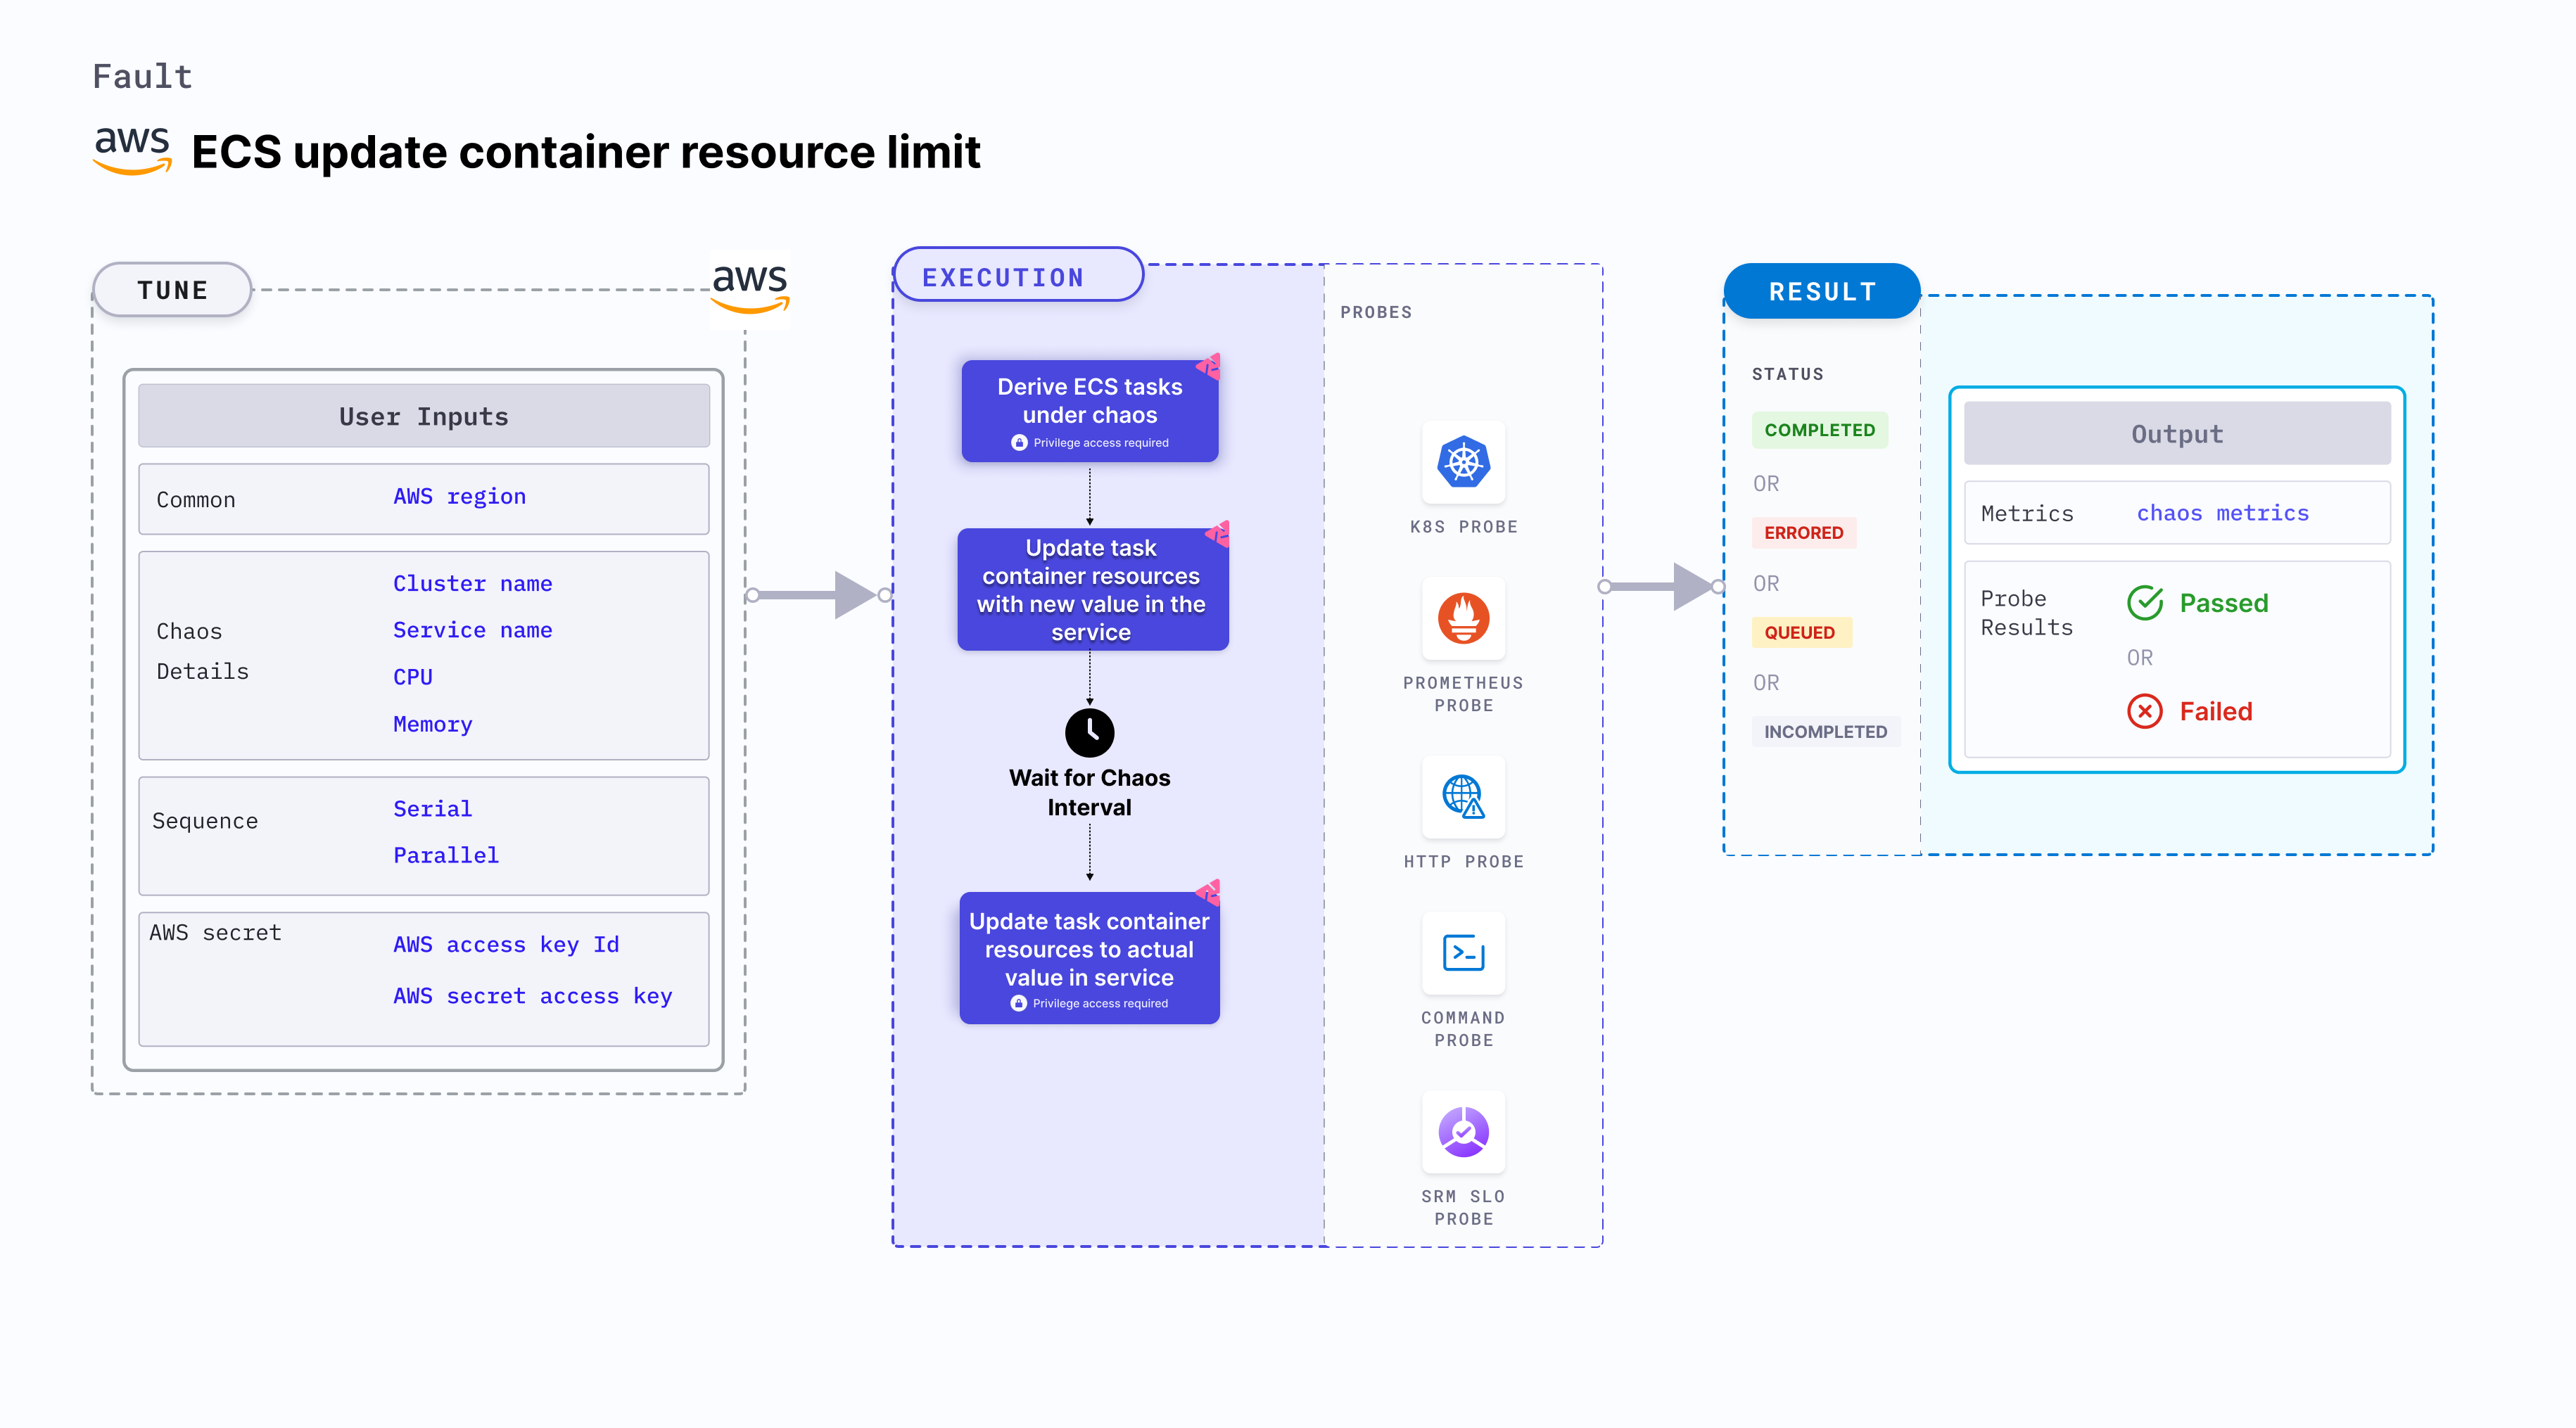 Fault
aws ECS update container resource limit
TUNE
aws
User Inputs
Common
AWS region
Chaos
Details
Cluster name
Service name
CPU
Memory
Sequence
Serial
Parallel
AWS secret
AWS access key Id
AWS secret access key
EXECUTION
Derive ECS tasks
under chaos
Privilege access required
Update task
container resources
with new value in the
service
Wait for Chaos
Interval
Update task container
resources to actual
value in service
Privilege access required
PROBES
K8S PROBE
PROMETHEUS
PROBE
HTTP PROBE
COMMAND
PROBE
SRM SLO
PROBE
RESULT
STATUS
COMPLETED
OR
ERRORED
OR
QUEUED
OR
INCOMPLETED
Output
Metrics
chaos metrics
Probe
Results
Passed
OR
Failed